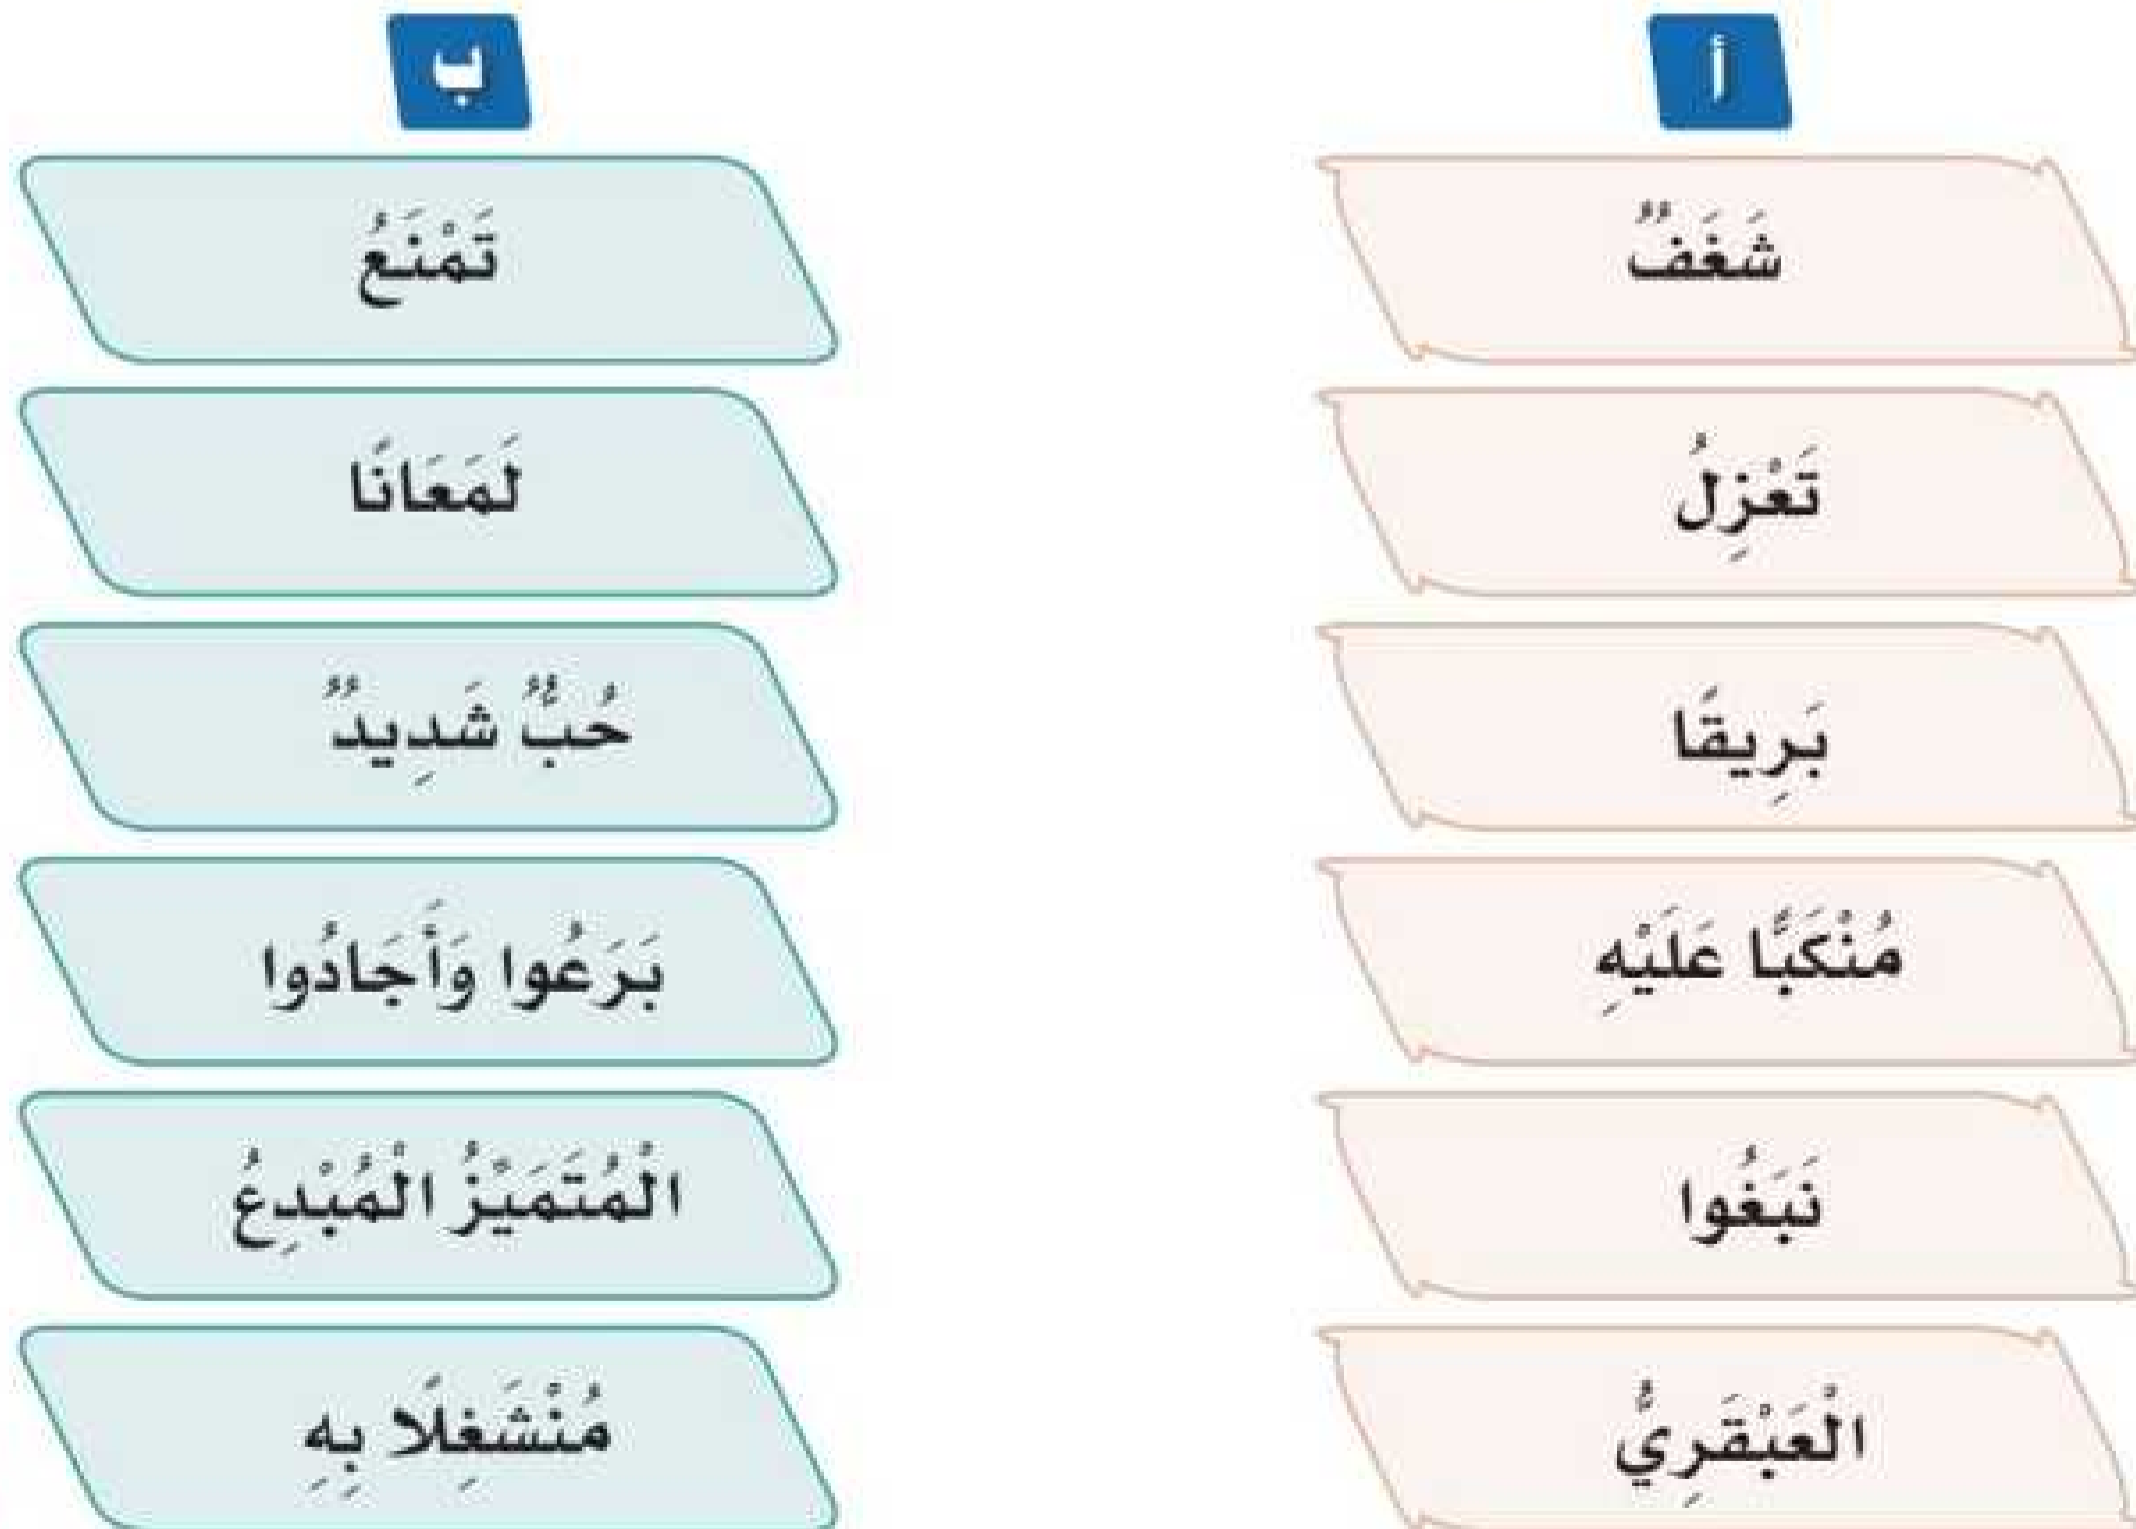 أ
ب
شَغَفٌ
تَمْنَعُ
تَعْزِلُ
لَمَعَانًا
بَرِيقًا
حُبٌّ شَدِيدٌ
مُنْكَبًّا عَلَيْهِ
بَرَعُوا وَأَجَادُوا
نَبَغُوا
الْمُتَمَيِّزُ الْمُبْدِعُ
الْعَبْقَرِيُّ
مُنْشَغِلًا بِهِ